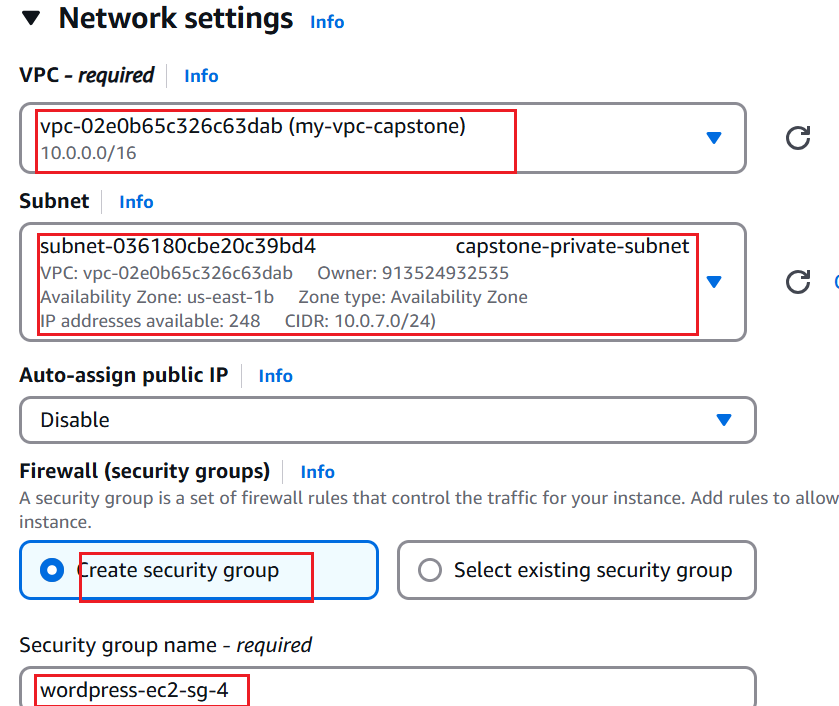 ▼ Network settings Info
VPC - required Info
vpc-02e0b65c326c63dab (my-vpc-capstone)
10.0.0.0/16
Subnet Info
subnet-036180cbe20c39bd4 capstone-private-subnet
VPC: vpc-02e0b65c326c63dab Owner: 913524932535
Availability Zone: us-east-1b Zone type: Availability Zone
IP addresses available: 248 CIDR: 10.0.7.0/24)
Auto-assign public IP Info
Disable
Firewall (security groups) Info
A security group is a set of firewall rules that control the traffic for your instance. Add rules to allow
instance.
Create security group Select existing security group
Security group name - required
wordpress-ec2-sg-4